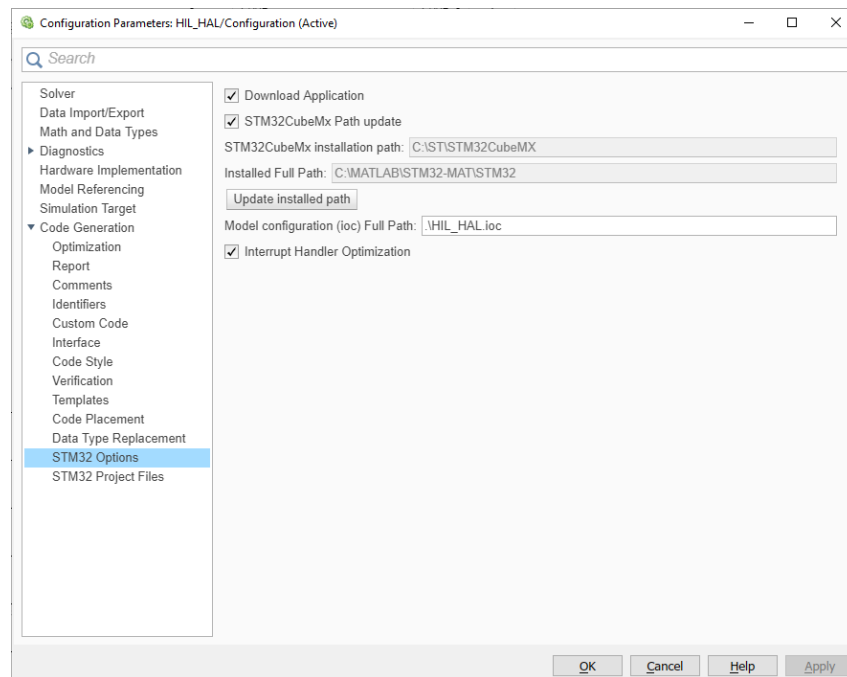 Configuration Parameters: HIL_HAL/Configuration (Active)
Search
Solver
Data Import/Export
Math and Data Types
Diagnostics
Hardware Implementation
Model Referencing
Simulation Target
Code Generation
Optimization
Report
Comments
Identifiers
Custom Code
Interface
Code Style
Verification
Templates
Code Placement
Data Type Replacement
STM32 Options
STM32 Project Files
Download Application
STM32CubeMx Path update
STM32CubeMx installation path: C:\ST\STM32CubeMX
Installed Full Path: C:\MATLAB\STM32-MAT\STM32
Update installed path
Model configuration (ioc) Full Path: .\HIL_HAL.ioc
Interrupt Handler Optimization
OK Cancel Help Apply